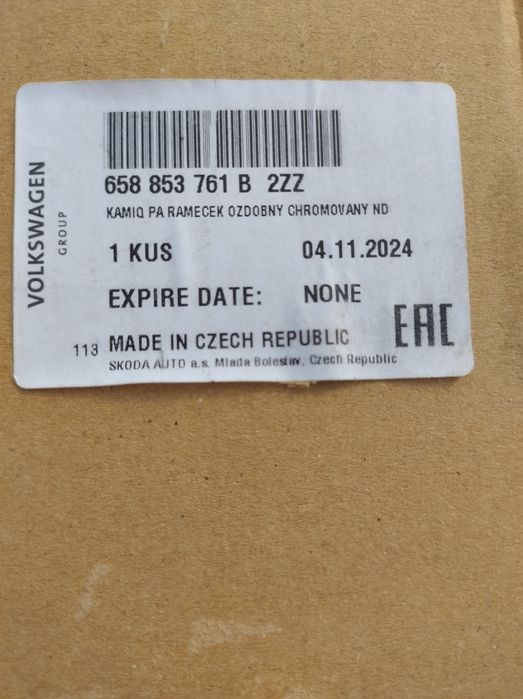 VOLKSWAGEN
GROUP
658 853 761 B 2ZZ
KAMIQ PA RAMECEK OZDOBNY CHROMOVANY ND
1 KUS 04.11.2024
EXPIRE DATE: NONE
113 MADE IN CZECH REPUBLIC
SKODA AUTO a.s. Mlada Boleslav, Czech Republic
EAC